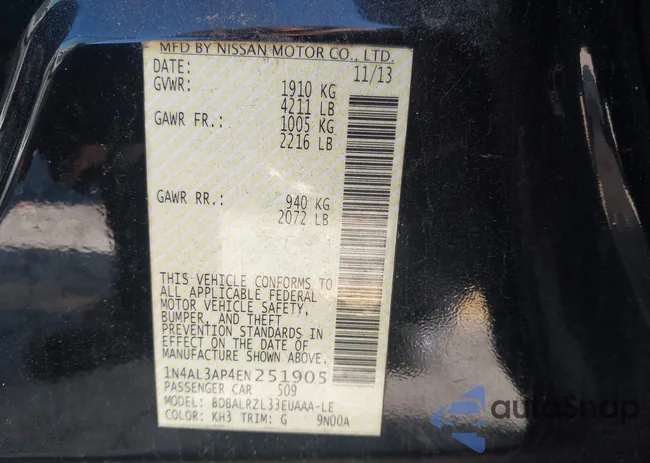 MFD BY NISSAN MOTOR CO., LTD.
DATE: 11/13
GVWR: 1910 KG
4211 LB
GAWR FR.: 1005 KG
2216 LB
GAWR RR.: 940 KG
2072 LB
THIS VEHICLE CONFORMS TO
ALL APPLICABLE FEDERAL
MOTOR VEHICLE SAFETY,
BUMPER, AND THEFT
PREVENTION STANDARDS IN
EFFECT ON THE DATE OF
MANUFACTURE SHOWN ABOVE.
1N4AL3AP4EN251905
PASSENGER CAR 509
MODEL: BDBALRZL33EUAAA-LE
COLOR: KH3 TRIM: G 9N00A
autoSnap